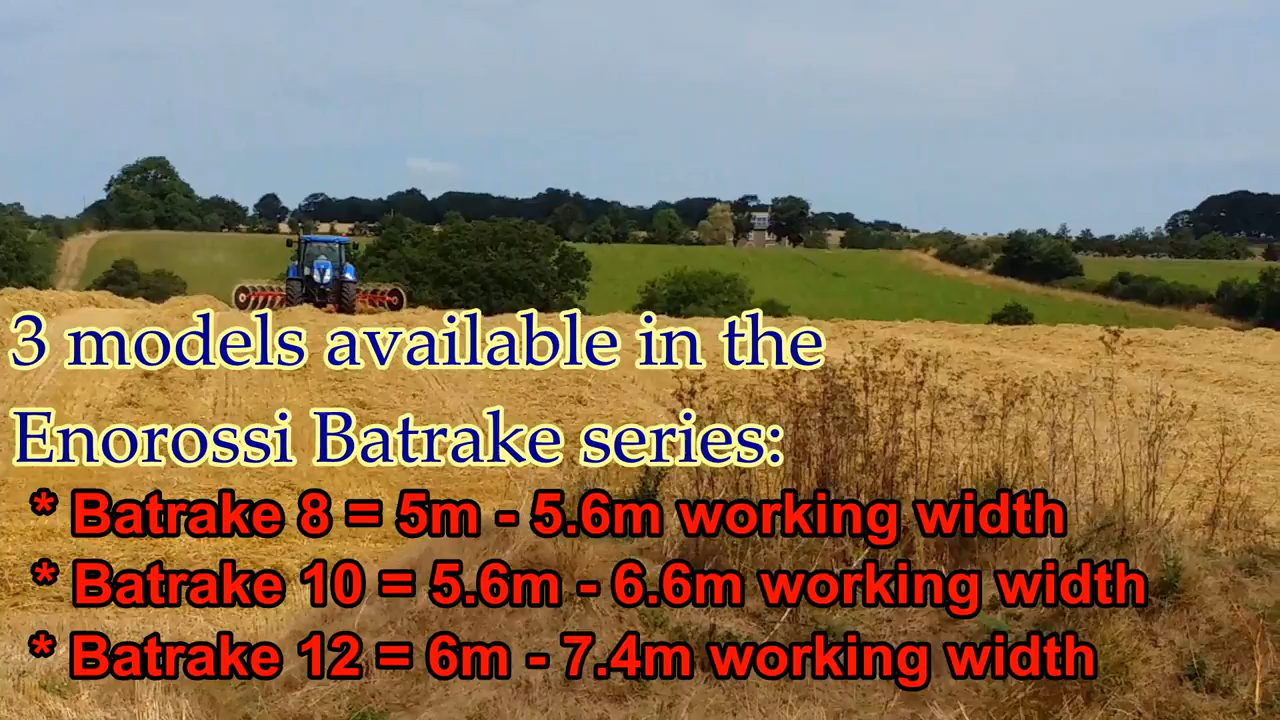 3 models available in the
Enorossi Batrake series:
* Batrake 8 = 5m - 5.6m working width
* Batrake 10 = 5.6m - 6.6m working width
* Batrake 12 = 6m - 7.4m working width